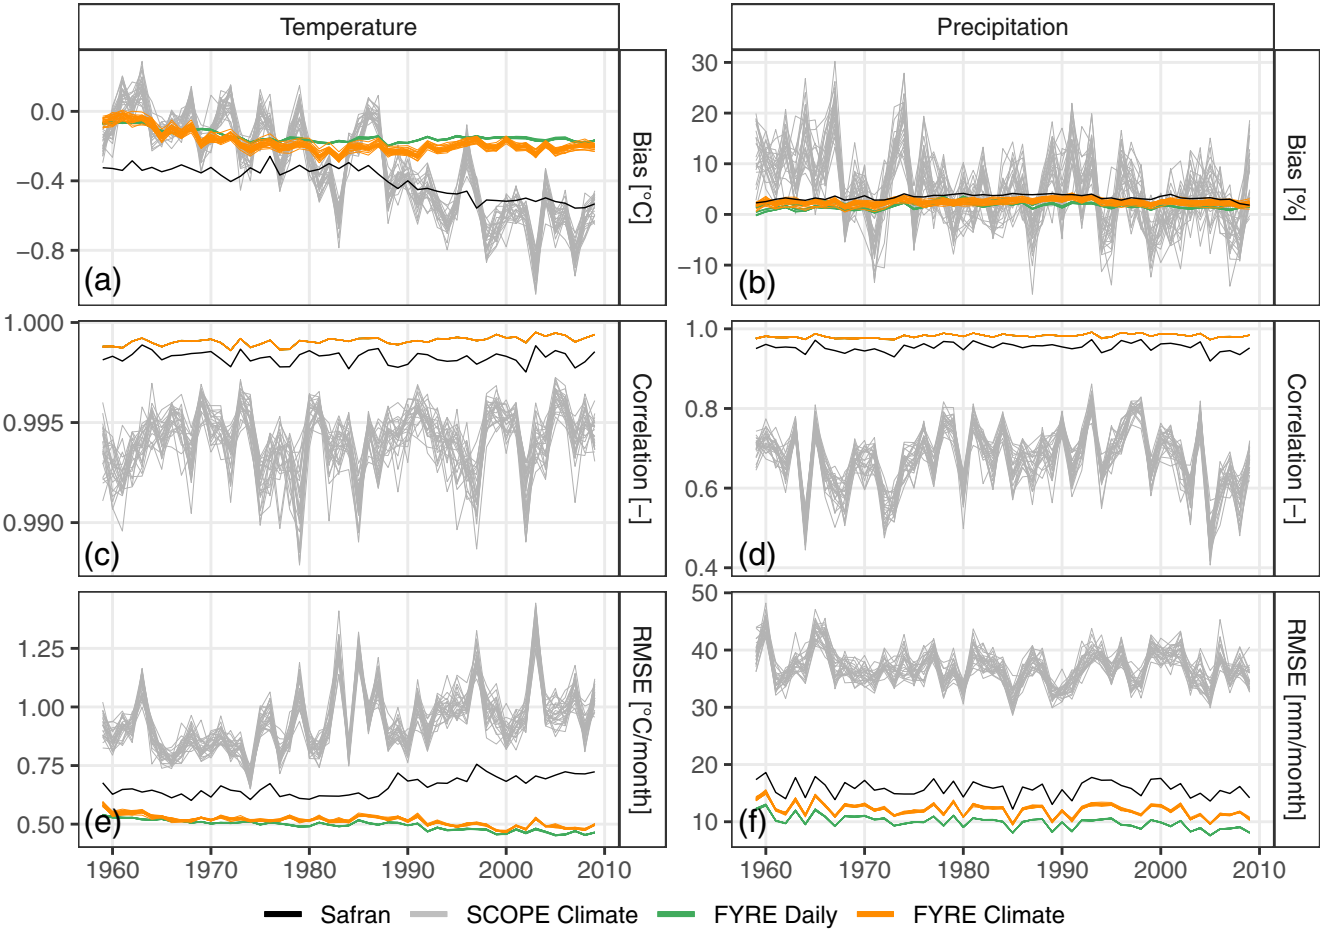 Temperature
Precipitation
0.0
−0.4
−0.8
(a)
Bias [°C]
30
20
10
0
−10
(b)
Bias [%]
1.000
0.995
0.990
(c)
Correlation [−]
1.0
0.8
0.6
0.4
(d)
Correlation [−]
1.25
1.00
0.75
0.50
(e)
RMSE [°C/month]
50
40
30
20
10
(f)
RMSE [mm/month]
1960 1970 1980 1990 2000 2010
1960 1970 1980 1990 2000 2010
Safran SCOPE Climate FYRE Daily FYRE Climate